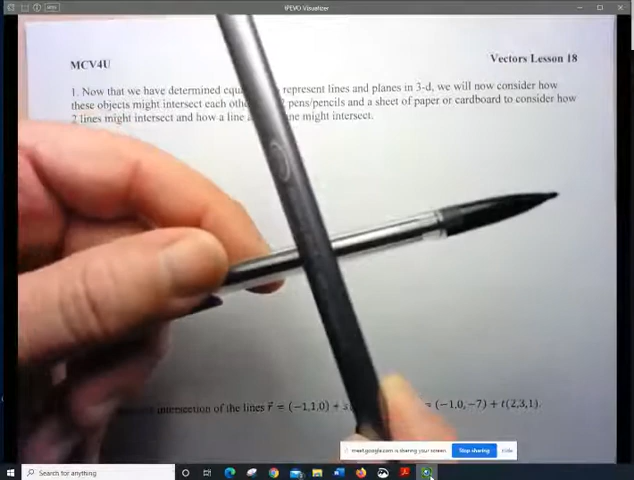 IPEVO Visualizer
MCV4U
Vectors Lesson 18
1. Now that we have determined represent lines and planes in 3-d, we will now consider how
these objects might intersect each pens/pencils and a sheet of paper or cardboard to consider how
2 lines might intersect and how a line might intersect.
intersection of the lines r⃗ = (−1,1,0) + = (−1,0,−7) + t(2,3,1).
meet.google.com is sharing your screen.
Stop sharing
Hide
Search for anything